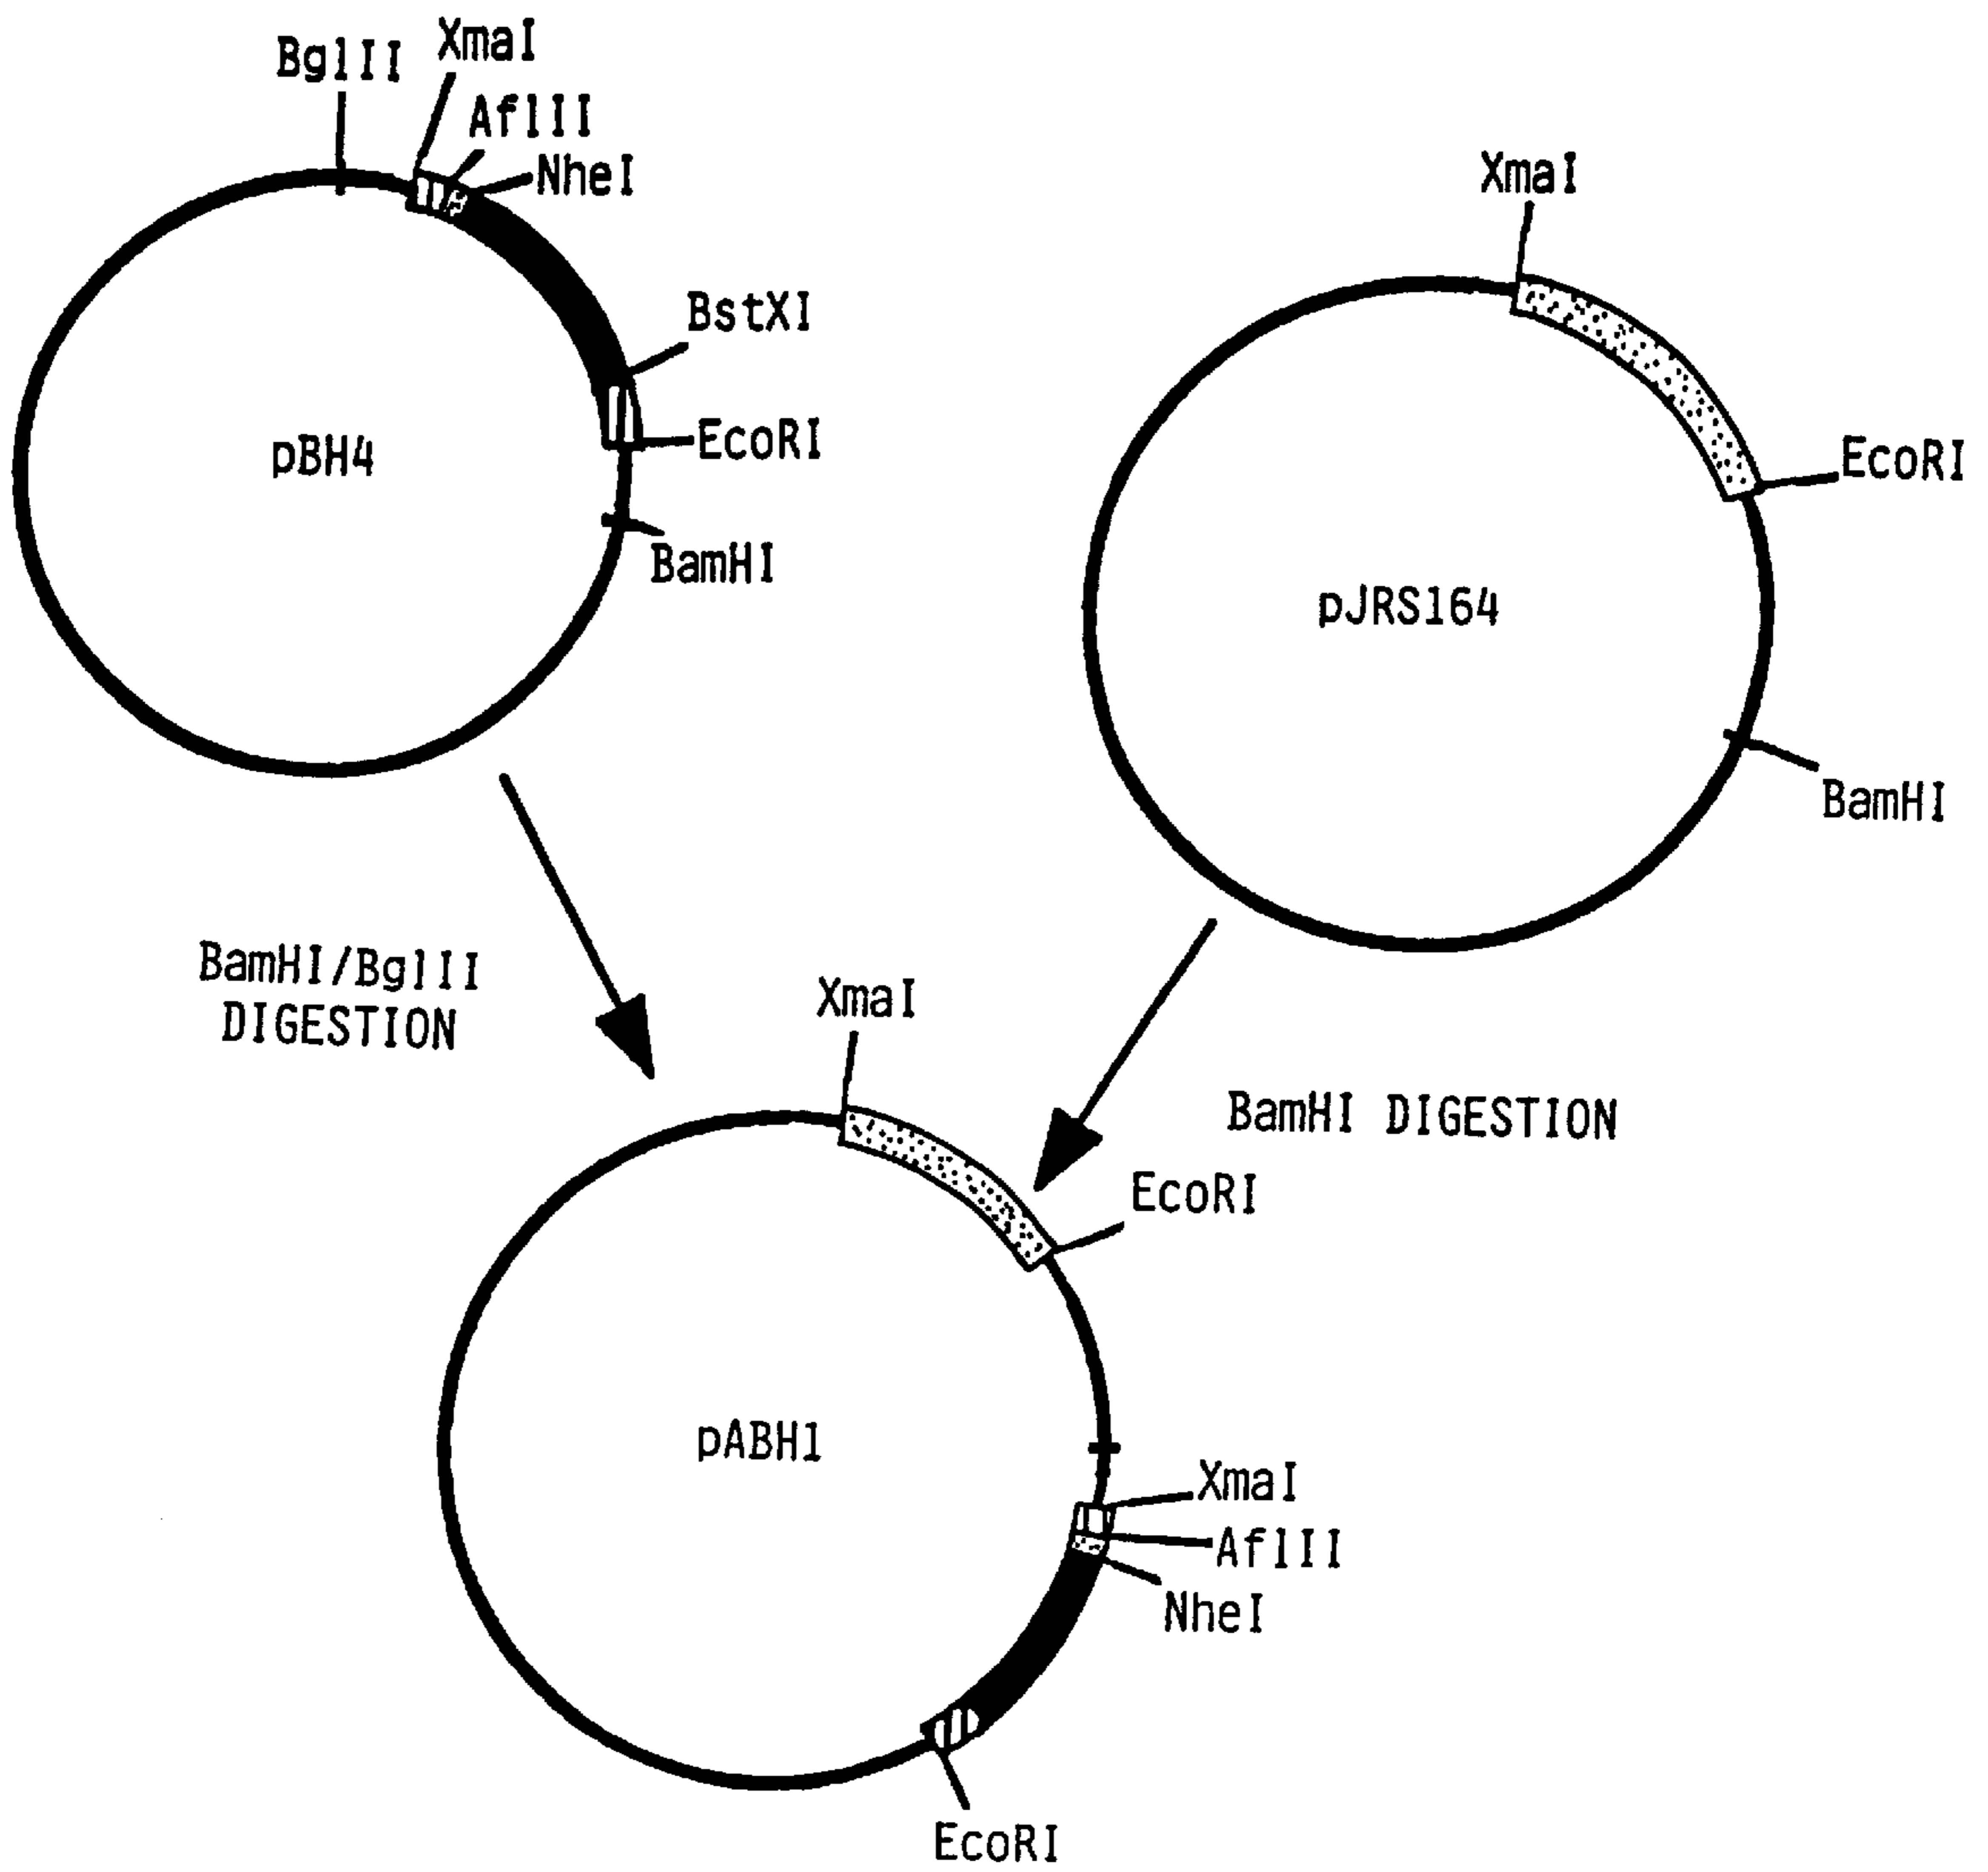 BglII
XmaI
AflII
NheI
BstXI
EcoRI
BamHI
pBH4
XmaI
EcoRI
pJRS164
BamHI
BamHI/BglII
DIGESTION
BamHI DIGESTION
XmaI
EcoRI
pABHI
XmaI
AflII
NheI
EcoRI